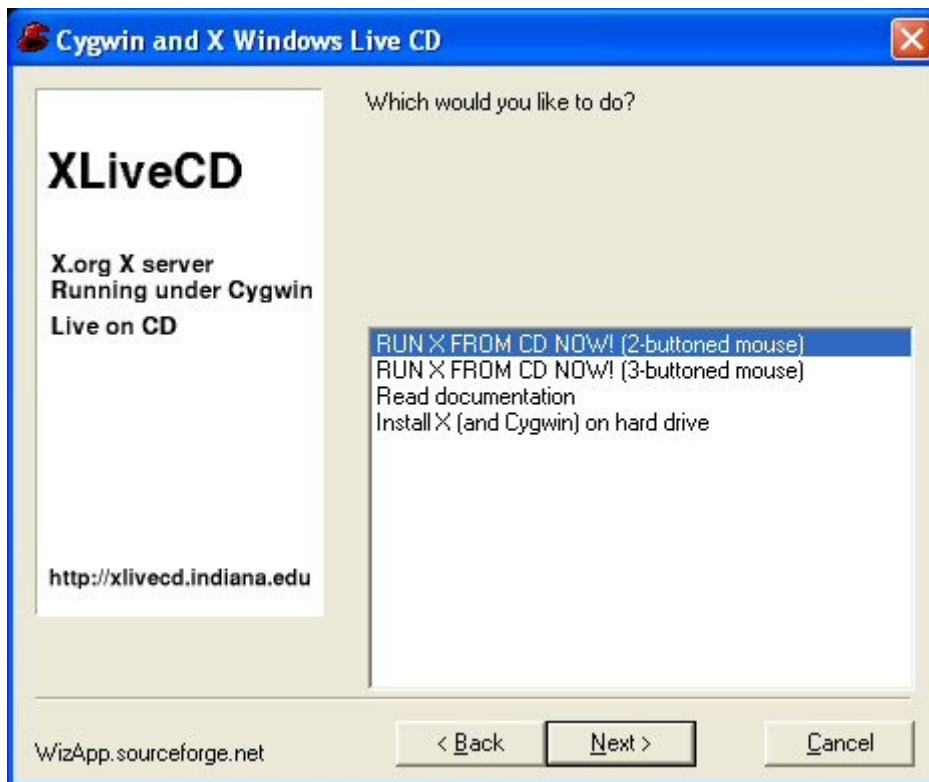 Cygwin and X Windows Live CD
Which would you like to do?
XLiveCD
X.org X server
Running under Cygwin
Live on CD
RUN X FROM CD NOW! (2-buttoned mouse)
RUN X FROM CD NOW! (3-buttoned mouse)
Read documentation
Install X (and Cygwin) on hard drive
http://xlivecd.indiana.edu
WizApp.sourceforge.net
< Back
Next >
Cancel